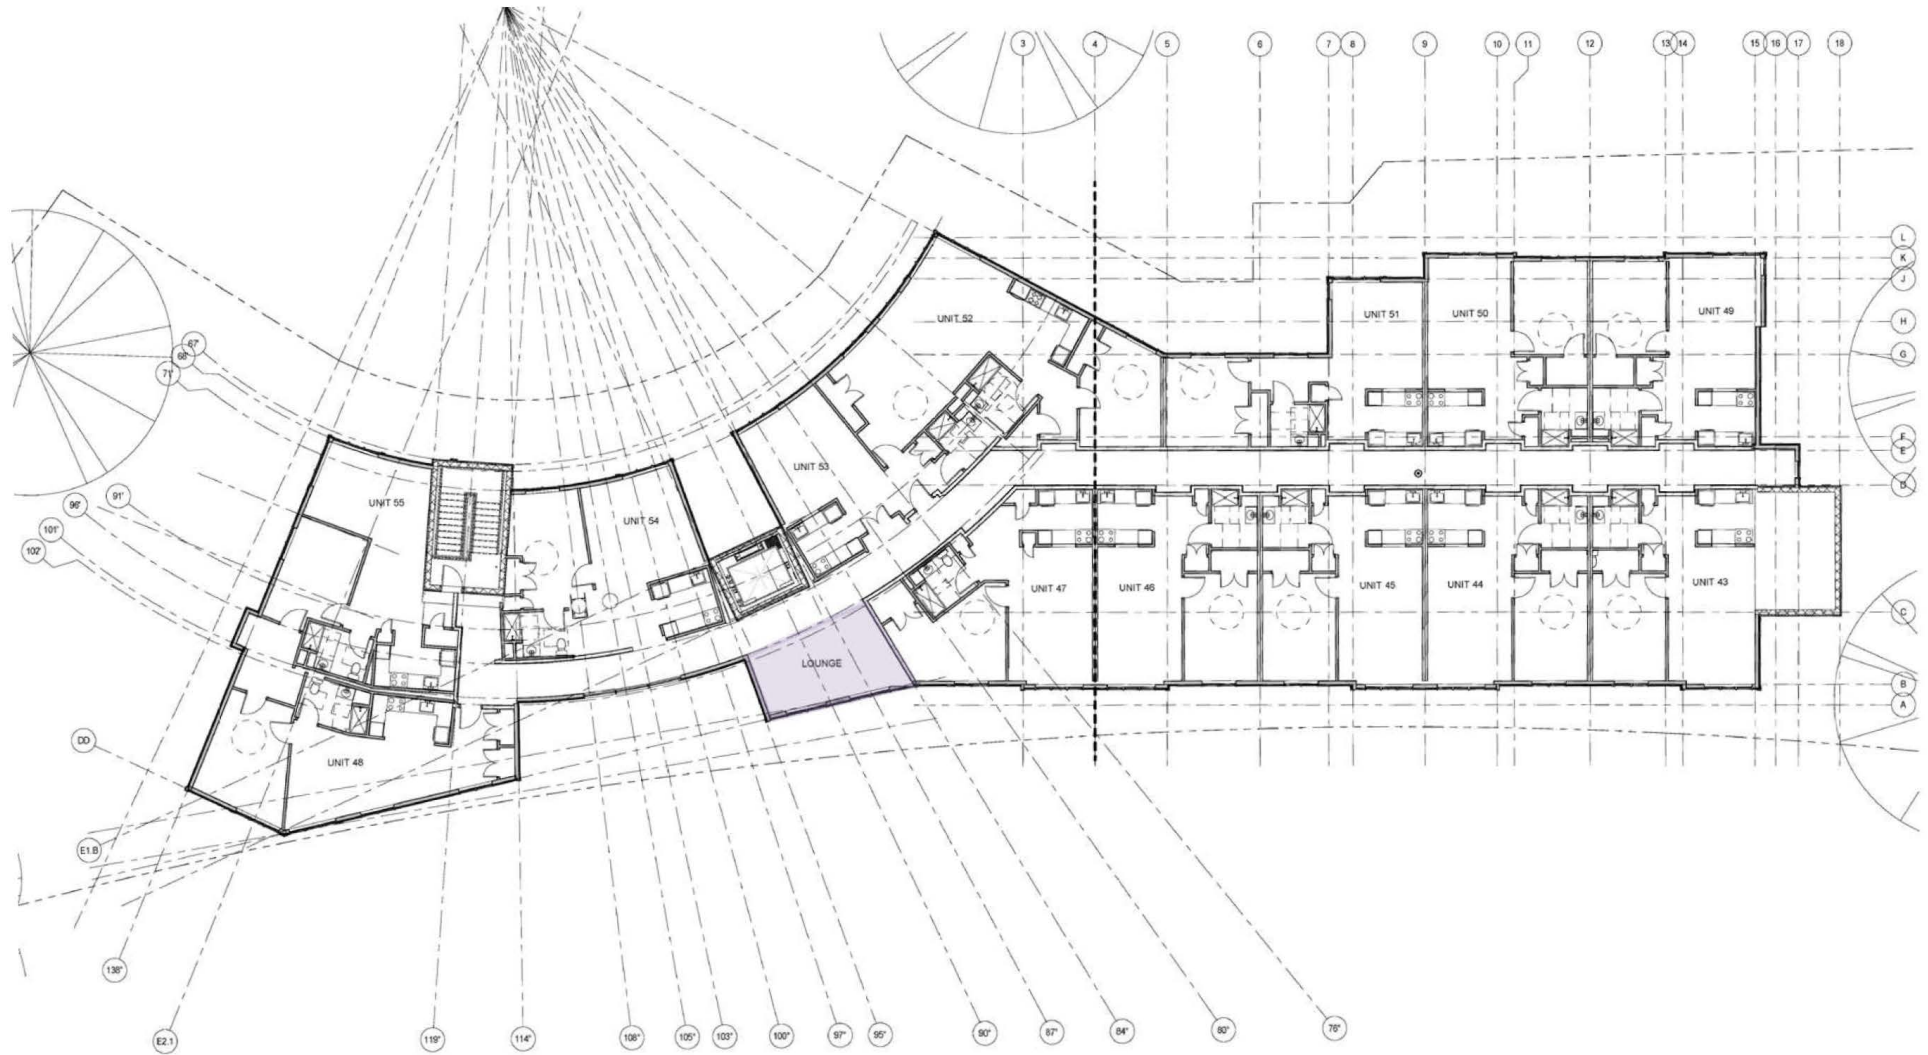 3
4
5
6
7
8
9
10
11
12
13
14
15
16
17
18
L
K
J
H
G
F
E
D
C
B
A
67'
68'
71'
91'
96'
101'
102'
UNIT 52
UNIT 51
UNIT 50
UNIT 49
UNIT 53
UNIT 55
UNIT 54
UNIT 47
UNIT 46
UNIT 45
UNIT 44
UNIT 43
LOUNGE
UNIT 48
DD
E1.B
138°
E2.1
119°
114°
108°
105°
103°
100°
97°
95°
90°
87°
84°
80°
76°